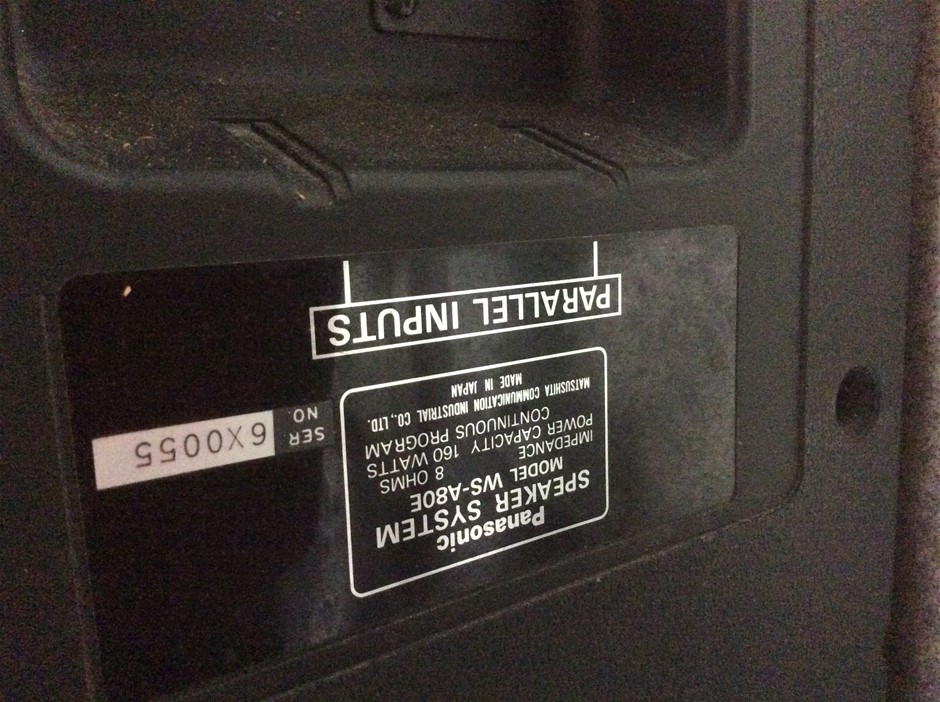 Panasonic
SPEAKER SYSTEM
MODEL WS-A80E
IMPEDANCE 8 OHMS
POWER CAPACITY 160 WATTS
CONTINUOUS PROGRAM
MATSUSHITA COMMUNICATION INDUSTRIAL CO., LTD.
MADE IN JAPAN
SER NO. 6X0055
PARALLEL INPUTS